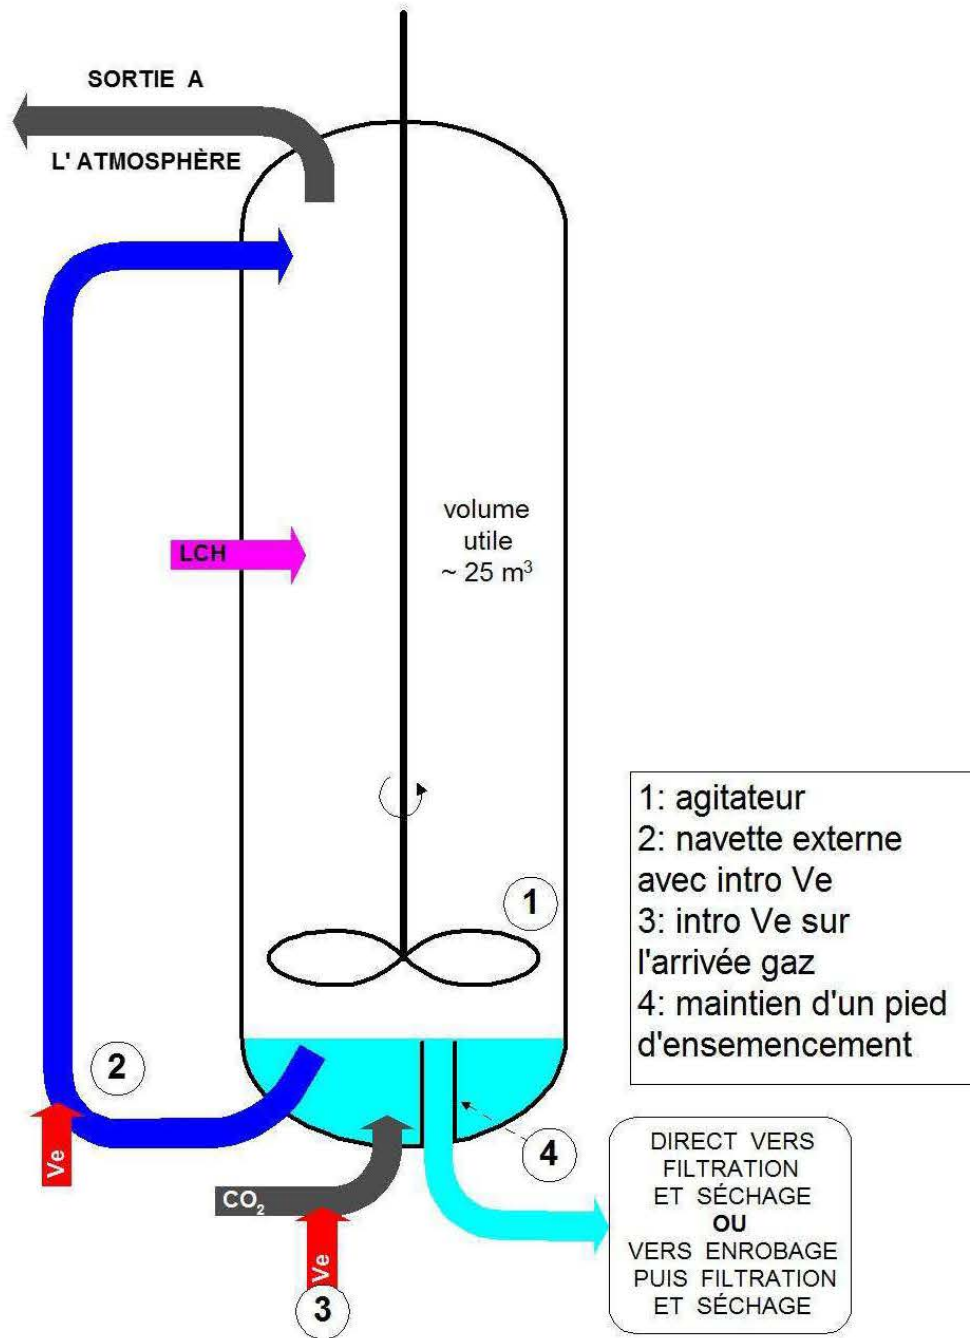 SORTIE A
L' ATMOSPHÈRE
LCH
volume
utile
~ 25 m³
1
1: agitateur
2: navette externe
avec intro Ve
3: intro Ve sur
l'arrivée gaz
4: maintien d'un pied
d'ensemencement
2
Ve
CO₂
Ve
3
4
DIRECT VERS
FILTRATION
ET SÉCHAGE
OU
VERS ENROBAGE
PUIS FILTRATION
ET SÉCHAGE